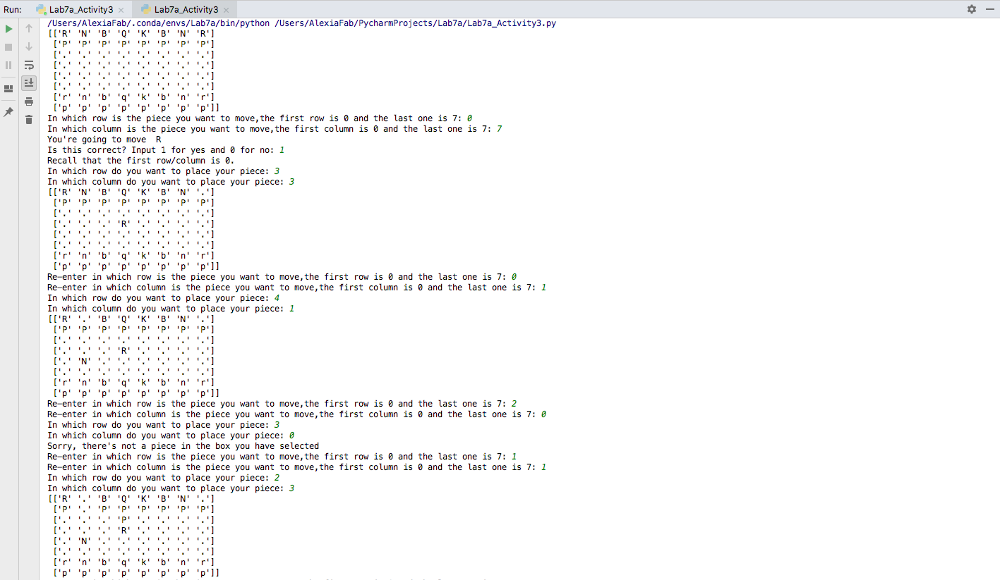 Run: Lab7a_Activity3 × Lab7a_Activity3 ×
/Users/AlexiaFab/.conda/envs/Lab7a/bin/python /Users/AlexiaFab/PycharmProjects/Lab7a/Lab7a_Activity3.py
[['R' 'N' 'B' 'Q' 'K' 'B' 'N' 'R']
['P' 'P' 'P' 'P' 'P' 'P' 'P' 'P']
['.' '.' '.' '.' '.' '.' '.' '.']
['.' '.' '.' '.' '.' '.' '.' '.']
['.' '.' '.' '.' '.' '.' '.' '.']
['.' '.' '.' '.' '.' '.' '.' '.']
['r' 'n' 'b' 'q' 'k' 'b' 'n' 'r']
['p' 'p' 'p' 'p' 'p' 'p' 'p' 'p']]
In which row is the piece you want to move,the first row is 0 and the last one is 7: 0
In which column is the piece you want to move,the first column is 0 and the last one is 7: 7
You're going to move  R
Is this correct? Input 1 for yes and 0 for no: 1
Recall that the first row/column is 0.
In which row do you want to place your piece: 3
In which column do you want to place your piece: 3
[['R' 'N' 'B' 'Q' 'K' 'B' 'N' '.']
['P' 'P' 'P' 'P' 'P' 'P' 'P' 'P']
['.' '.' '.' '.' '.' '.' '.' '.']
['.' '.' '.' 'R' '.' '.' '.' '.']
['.' '.' '.' '.' '.' '.' '.' '.']
['.' '.' '.' '.' '.' '.' '.' '.']
['r' 'n' 'b' 'q' 'k' 'b' 'n' 'r']
['p' 'p' 'p' 'p' 'p' 'p' 'p' 'p']]
Re-enter in which row is the piece you want to move,the first row is 0 and the last one is 7: 0
Re-enter in which column is the piece you want to move,the first column is 0 and the last one is 7: 1
In which row do you want to place your piece: 4
In which column do you want to place your piece: 1
[['R' '.' 'B' 'Q' 'K' 'B' 'N' '.']
['P' 'P' 'P' 'P' 'P' 'P' 'P' 'P']
['.' '.' '.' '.' '.' '.' '.' '.']
['.' '.' '.' 'R' '.' '.' '.' '.']
['.' 'N' '.' '.' '.' '.' '.' '.']
['.' '.' '.' '.' '.' '.' '.' '.']
['r' 'n' 'b' 'q' 'k' 'b' 'n' 'r']
['p' 'p' 'p' 'p' 'p' 'p' 'p' 'p']]
Re-enter in which row is the piece you want to move,the first row is 0 and the last one is 7: 2
Re-enter in which column is the piece you want to move,the first column is 0 and the last one is 7: 0
In which row do you want to place your piece: 3
In which column do you want to place your piece: 0
Sorry, there's not a piece in the box you have selected
Re-enter in which row is the piece you want to move,the first row is 0 and the last one is 7: 1
Re-enter in which column is the piece you want to move,the first column is 0 and the last one is 7: 1
In which row do you want to place your piece: 2
In which column do you want to place your piece: 3
[['R' '.' 'B' 'Q' 'K' 'B' 'N' '.']
['P' '.' 'P' 'P' 'P' 'P' 'P' 'P']
['.' '.' '.' 'P' '.' '.' '.' '.']
['.' '.' '.' 'R' '.' '.' '.' '.']
['.' 'N' '.' '.' '.' '.' '.' '.']
['.' '.' '.' '.' '.' '.' '.' '.']
['r' 'n' 'b' 'q' 'k' 'b' 'n' 'r']
['p' 'p' 'p' 'p' 'p' 'p' 'p' 'p']]